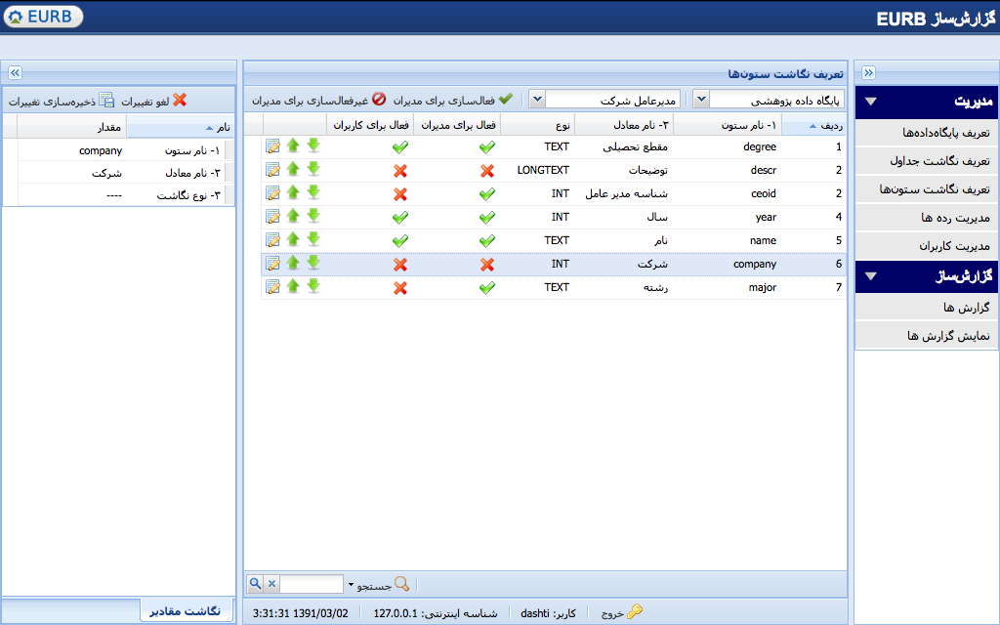 گزارش‌ساز EURB
EURB
مدیریت
تعریف پایگاه‌داده‌ها
تعریف نگاشت جداول
تعریف نگاشت ستون‌ها
مدیریت رده ها
مدیریت کاربران
گزارش‌ساز
گزارش ها
نمایش گزارش ها
تعریف نگاشت ستون‌ها
پایگاه داده پژوهشی مدیرعامل شرکت فعال‌سازی برای مدیران غیرفعال‌سازی برای مدیران
ردیف ۱- نام ستون ۲- نام معادل نوع فعال برای مدیران فعال برای کاربران
1 degree مقطع تحصیلی TEXT
2 descr توضیحات LONGTEXT
2 ceoid شناسه مدیر عامل INT
4 year سال INT
5 name نام TEXT
6 company شرکت INT
7 major رشته TEXT
جستجو
خروج کاربر: dashti شناسه اینترنتی: 127.0.0.1 1391/03/02 3:31:31
لغو تغییرات ذخیره‌سازی تغییرات
نام مقدار
۱- نام ستون company
۲- نام معادل شرکت
۳- نوع نگاشت ----
نگاشت مقادیر